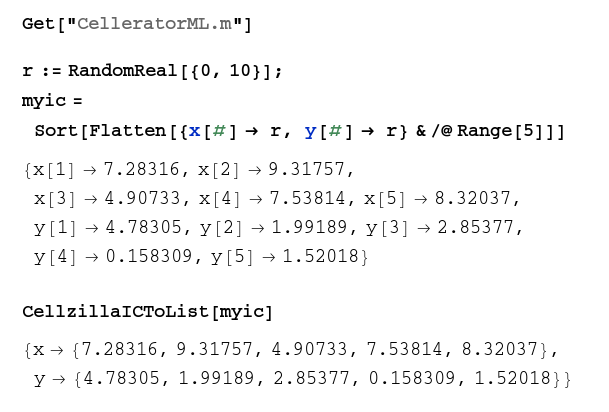 Get["CelleratorML.m"]
r := RandomReal[{0, 10}];
myic =
Sort[Flatten[{x[#] → r, y[#] → r} & /@ Range[5]]]
{x[1] → 7.28316, x[2] → 9.31757,
x[3] → 4.90733, x[4] → 7.53814, x[5] → 8.32037,
y[1] → 4.78305, y[2] → 1.99189, y[3] → 2.85377,
y[4] → 0.158309, y[5] → 1.52018}
CellzillaICToList[myic]
{x → {7.28316, 9.31757, 4.90733, 7.53814, 8.32037},
y → {4.78305, 1.99189, 2.85377, 0.158309, 1.52018}}